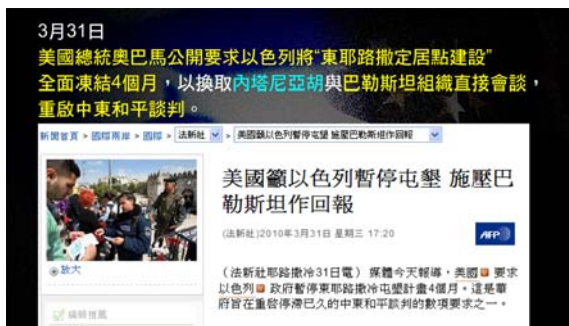 3月31日
美國總統奧巴馬公開要求以色列將“東耶路撒定居點建設”
全面凍結4個月，以換取內塔尼亞胡與巴勒斯坦組織直接會談，
重啟中東和平談判。
新聞首頁 > 國際兩岸 > 國際 > 法新社 > 美國籲以色列暫停屯墾 施壓巴勒斯坦作回報
美國籲以色列暫停屯墾 施壓巴
勒斯坦作回報
(法新社)2010年3月31日 星期三 17:20
AFP
放大
（法新社耶路撒冷31日電） 媒體今天報導，美國 要求
以色列 政府暫停東耶路撒冷屯墾計畫4個月。這是華
府旨在重啓停滯已久的中東和平談判的數項要求之一。
編輯推薦